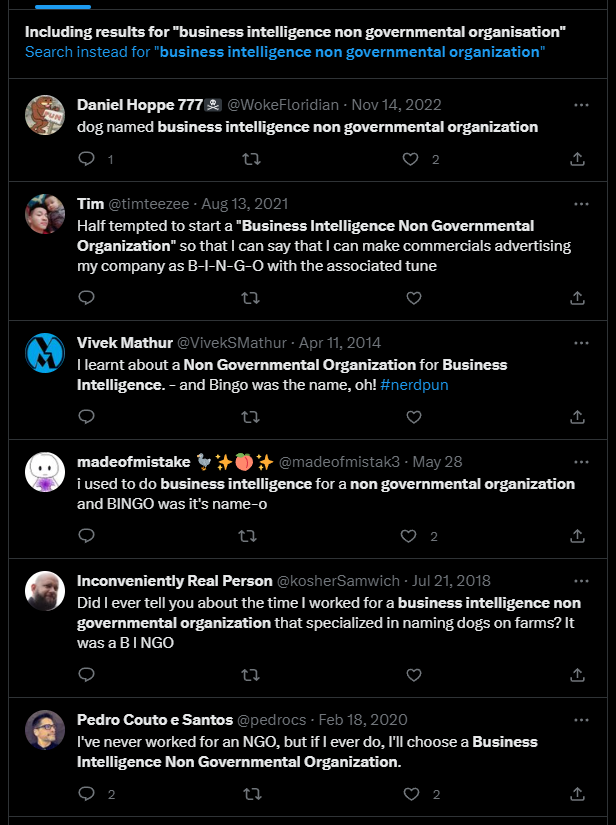 Including results for "business intelligence non governmental organisation"
Search instead for "business intelligence non governmental organization"
Daniel Hoppe 777🏴‍☠️ @WokeFloridian · Nov 14, 2022
dog named business intelligence non governmental organization
1 2
Tim @timteezee · Aug 13, 2021
Half tempted to start a "Business Intelligence Non Governmental
Organization" so that I can say that I can make commercials advertising
my company as B-I-N-G-O with the associated tune
Vivek Mathur @VivekSMathur · Apr 11, 2014
I learnt about a Non Governmental Organization for Business
Intelligence. - and Bingo was the name, oh! #nerdpun
madeofmistake 🦆✨🍑✨ @madeofmistak3 · May 28
i used to do business intelligence for a non governmental organization
and BINGO was it's name-o
2
Inconveniently Real Person @kosherSamwich · Jul 21, 2018
Did I ever tell you about the time I worked for a business intelligence non
governmental organization that specialized in naming dogs on farms? It
was a B I NGO
Pedro Couto e Santos @pedrocs · Feb 18, 2020
I've never worked for an NGO, but if I ever do, I'll choose a Business
Intelligence Non Governmental Organization.
2 2